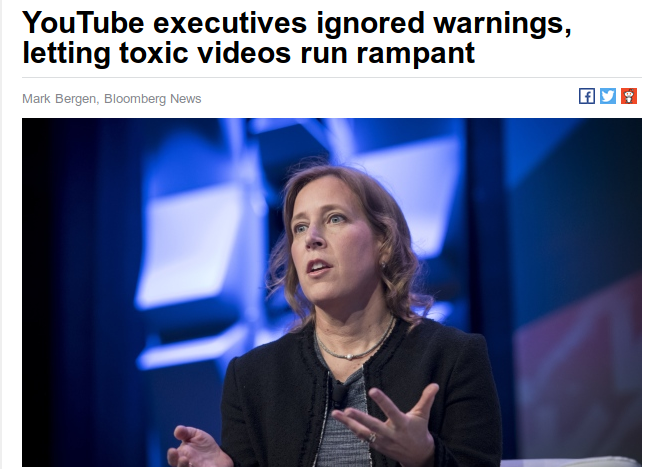 YouTube executives ignored warnings,
letting toxic videos run rampant
Mark Bergen, Bloomberg News